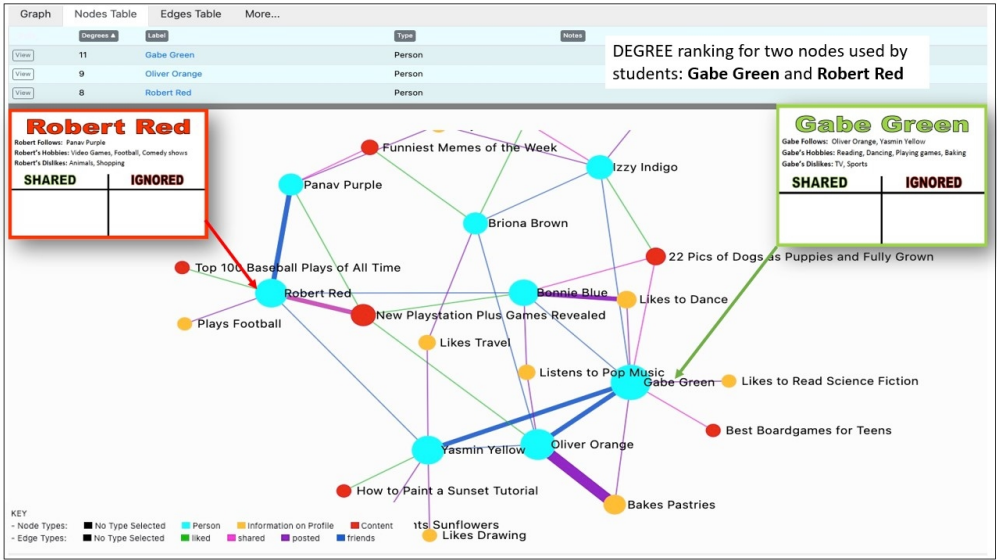 Graph Nodes Table Edges Table More...
Degrees ▲ Label Type Notes
View 11 Gabe Green Person
View 9 Oliver Orange Person
View 8 Robert Red Person
DEGREE ranking for two nodes used by
students: Gabe Green and Robert Red
Robert Red
Robert Follows: Panav Purple
Robert's Hobbies: Video Games, Football, Comedy shows
Robert's Dislikes: Animals, Shopping
SHARED IGNORED
Gabe Green
Gabe Follows: Oliver Orange, Yasmin Yellow
Gabe's Hobbies: Reading, Dancing, Playing games, Baking
Gabe's Dislikes: TV, Sports
SHARED IGNORED
Funniest Memes of the Week
Izzy Indigo
Panav Purple
Briona Brown
22 Pics of Dogs as Puppies and Fully Grown
Top 100 Baseball Plays of All Time
Robert Red
Bonnie Blue
Likes to Dance
New Playstation Plus Games Revealed
Plays Football
Likes Travel
Listens to Pop Music
Gabe Green
Likes to Read Science Fiction
Best Boardgames for Teens
Oliver Orange
Yasmin Yellow
How to Paint a Sunset Tutorial
Bakes Pastries
KEY
- Node Types: No Type Selected Person Information on Profile Content
- Edge Types: No Type Selected liked shared posted friends
Sunflowers
Likes Drawing